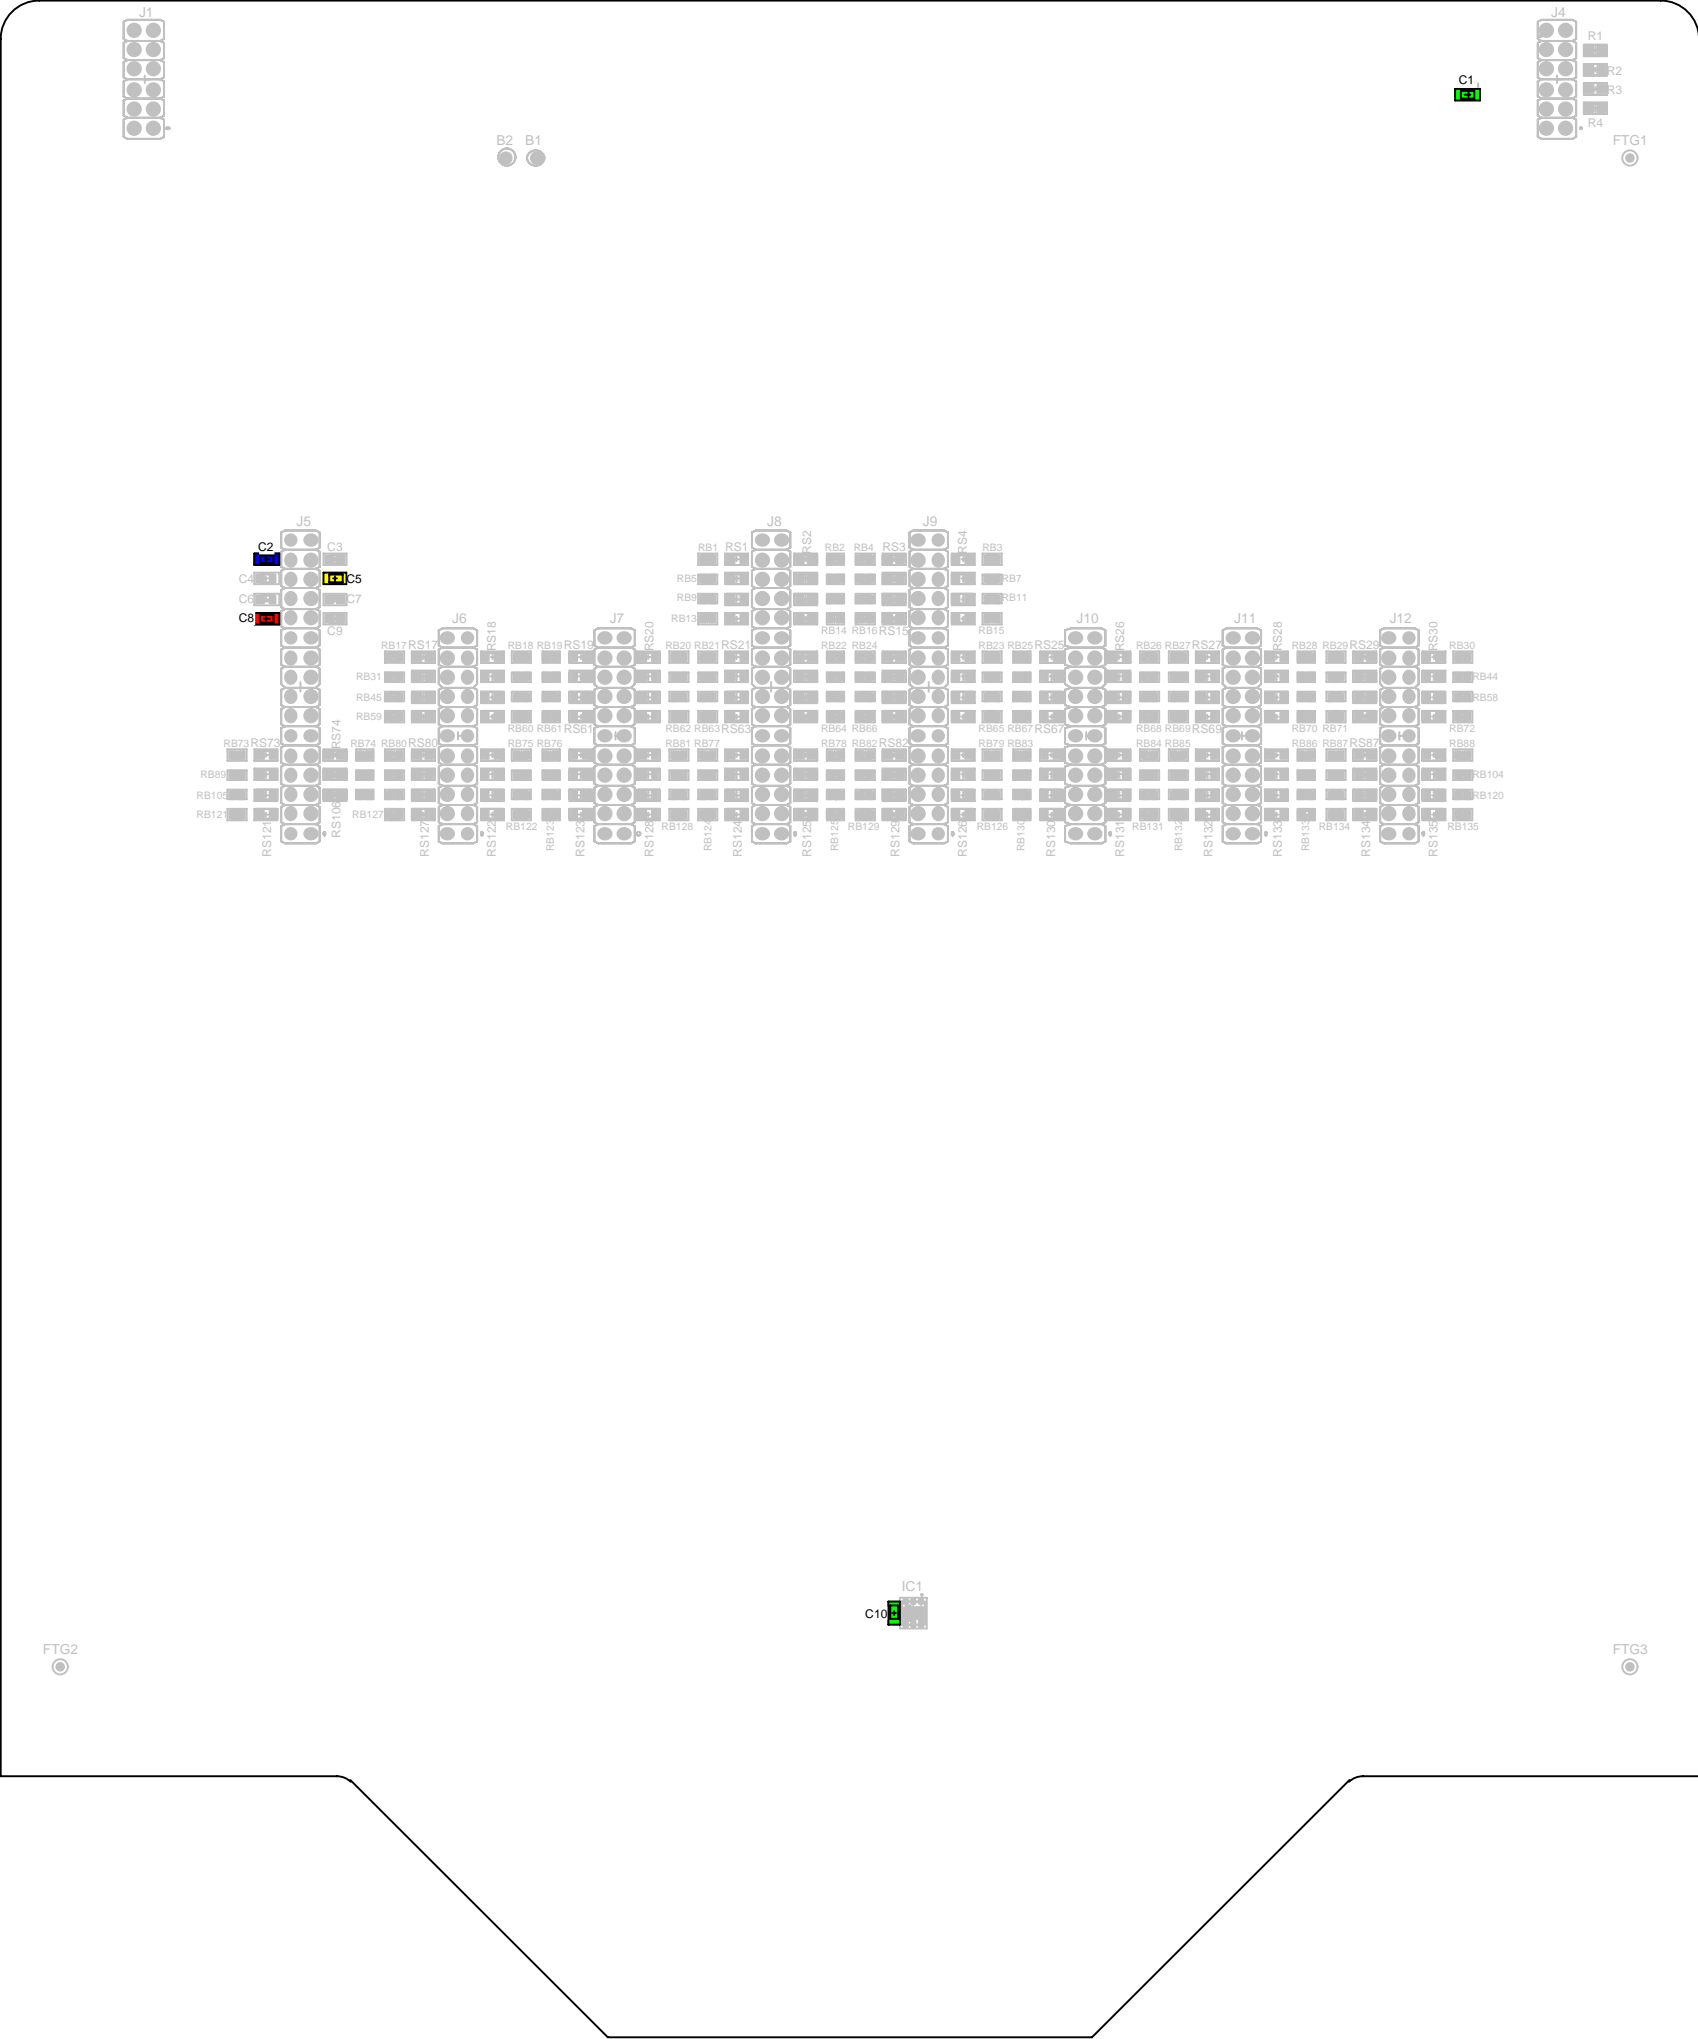 J1 J4
R1
R2
C1
R3
R4
B2 B1 FTG1
J5 J8 J9
C2 C3 RB1 RS1 RS2 RB2 RB4 RS3 RS4 RB3
C4 C5 RB5 RB7
C6 C7 RB9 RB11
C8 C9 RB13 RB14 RB16 RS15 RB15
J6 J7 J10 J11 J12
RB17 RS17 RS18 RB18 RB19 RS19 RS20 RB20 RB21 RS21 RB22 RB24 RB23 RB25 RS25 RS26 RB26 RB27 RS27 RS28 RB28 RB29 RS29 RS30 RB30
RB31 RB44
RB45 RB58
RB59
RB60 RB61 RS61 RB62 RB63 RS63 RB64 RB66 RB65 RB67 RS67 RB68 RB69 RS69 RB70 RB71 RB72
RB73 RS73 RS74 RB74 RB80 RS80 RB75 RB76 RB81 RB77 RB78 RB82 RS82 RB79 RB83 RB84 RB85 RB86 RB87 RS87 RB88
RB89 RB104
RB105 RB120
RB121 RS106 RB127
RS121 RS127 RS122 RB122 RB123 RS123 RS128 RB128 RB124 RS124 RS125 RB125 RB129 RS129 RS126 RB126 RB130 RS130 RS131 RB131 RB132 RS132 RS133 RB133 RB134 RS134 RS135 RB135
IC1
C10
FTG2 FTG3